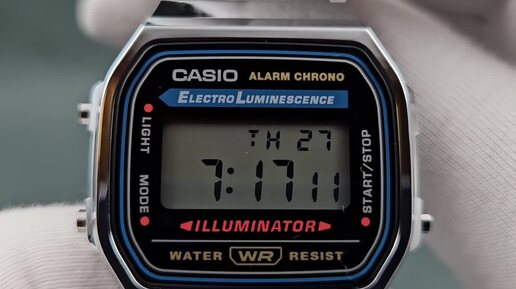 CASIO ALARM CHRONO
ELECTRO LUMINESCENCE
LIGHT
TH 27
7:17 11
MODE
START/STOP
ILLUMINATOR
WATER WR RESIST